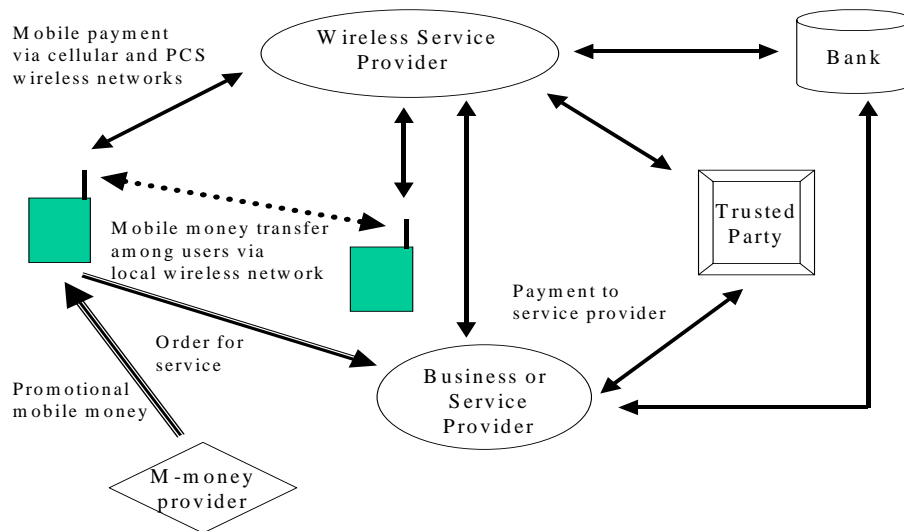 Mobile payment
via cellular and PCS
wireless networks
Wireless Service
Provider
Bank
Trusted
Party
Mobile money transfer
among users via
local wireless network
Payment to
service provider
Order for
service
Promotional
mobile money
Business or
Service
Provider
M-money
provider